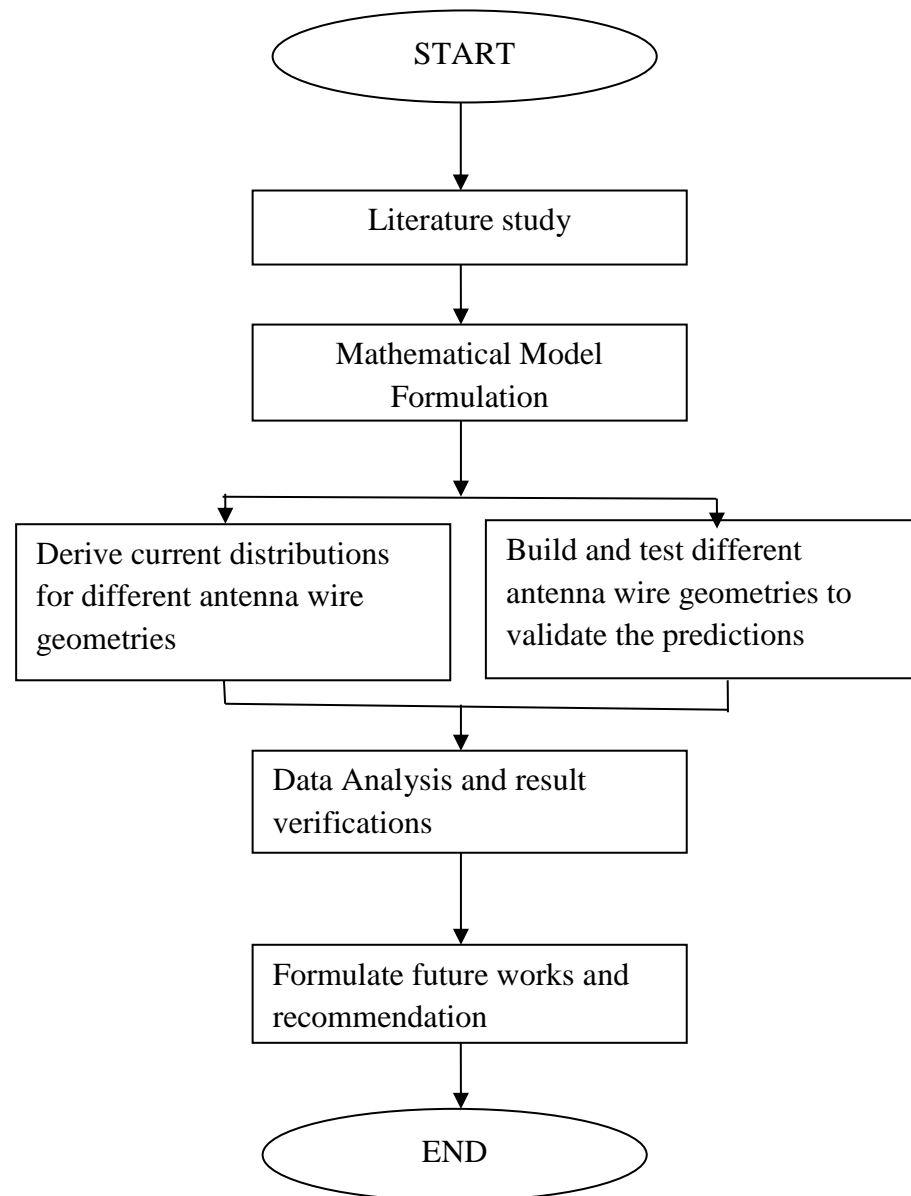 START
Literature study
Mathematical Model
Formulation
Derive current distributions
for different antenna wire
geometries
Build and test different
antenna wire geometries to
validate the predictions
Data Analysis and result
verifications
Formulate future works and
recommendation
END